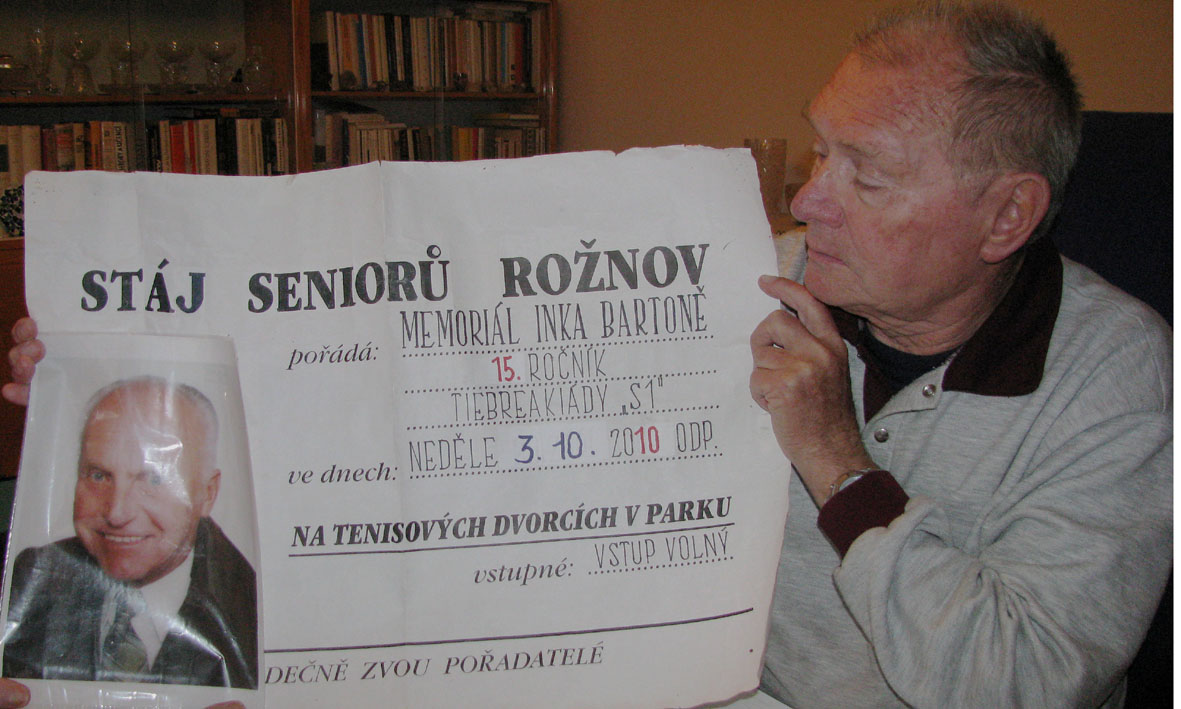 STÁJ SENIORŮ ROŽNOV
pořádá: MEMORIÁL INKA BARTONĚ
15. ROČNÍK
TIEBREAKIÁDY „S1"
ve dnech: NEDĚLE 3. 10. 2010 ODP.
NA TENISOVÝCH DVORCÍCH V PARKU
vstupné: VSTUP VOLNÝ
DEČNĚ ZVOU POŘADATELÉ